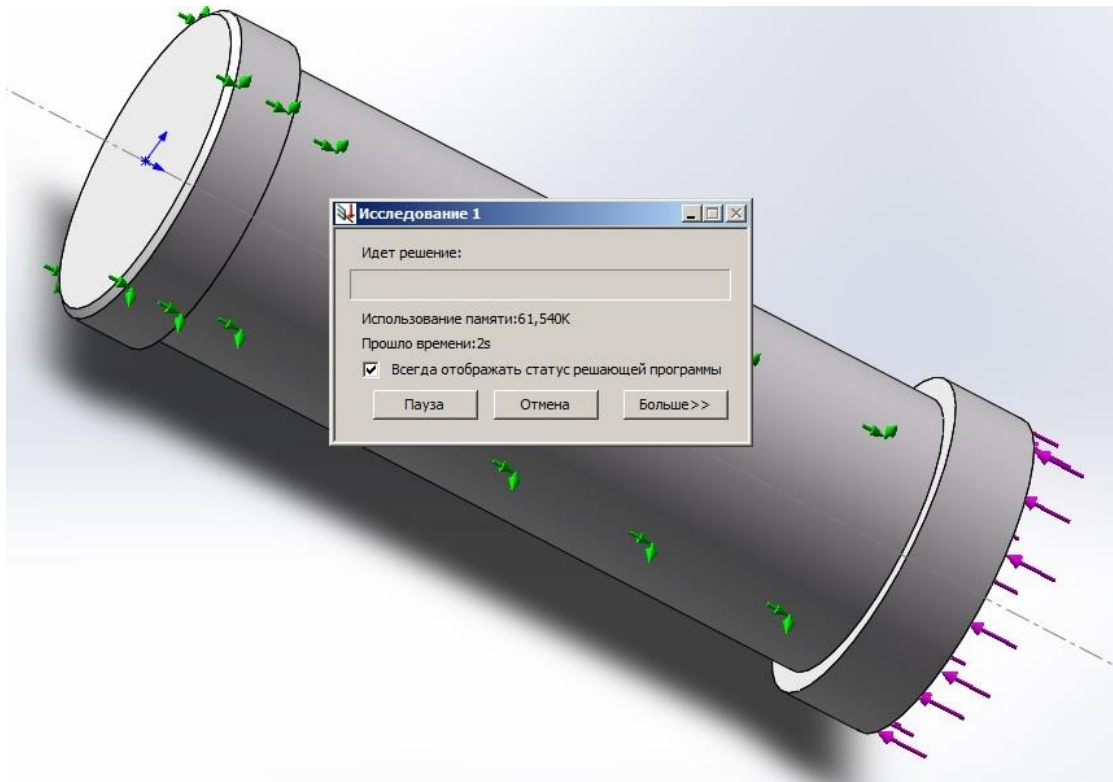 Исследование 1
Идет решение:
Использование памяти:61,540K
Прошло времени:2s
Всегда отображать статус решающей программы
Пауза
Отмена
Больше>>